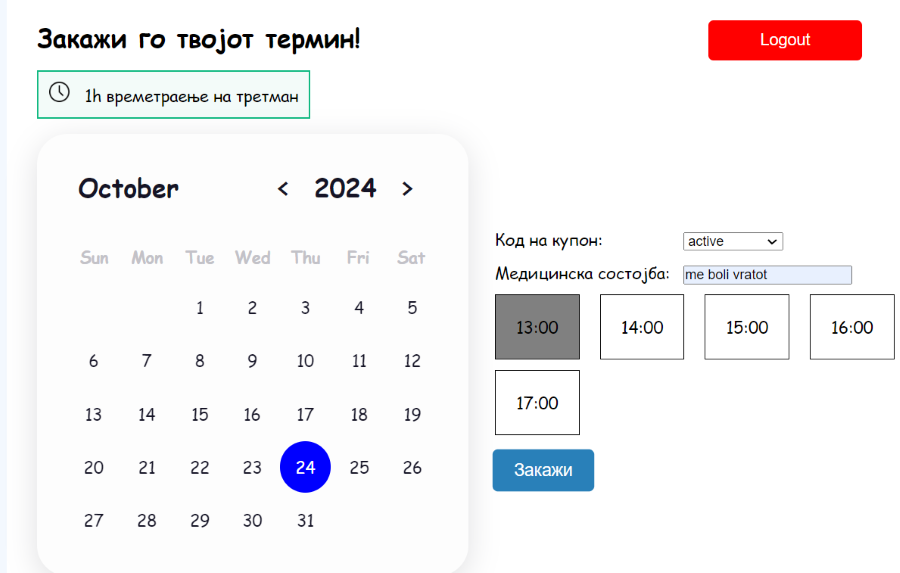 Закажи го твојот термин!
Logout
1h времетраење на третман
October < 2024 >
Sun Mon Tue Wed Thu Fri Sat
1 2 3 4 5
6 7 8 9 10 11 12
13 14 15 16 17 18 19
20 21 22 23 24 25 26
27 28 29 30 31
Код на купон: active
Медицинска состојба: me boli vratot
13:00 14:00 15:00 16:00
17:00
Закажи